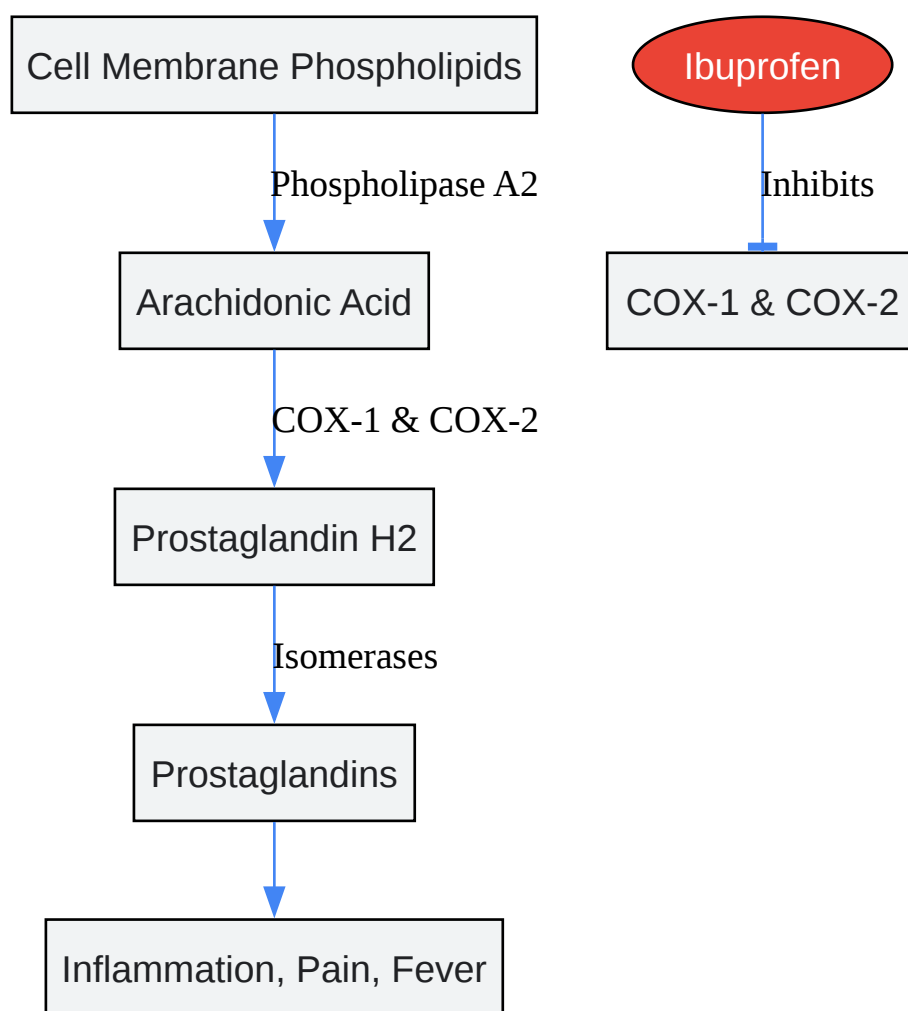 Cell Membrane Phospholipids
Ibuprofen
Phospholipase A2
Inhibits
Arachidonic Acid
COX-1 & COX-2
COX-1 & COX-2
Prostaglandin H2
Isomerases
Prostaglandins
Inflammation, Pain, Fever